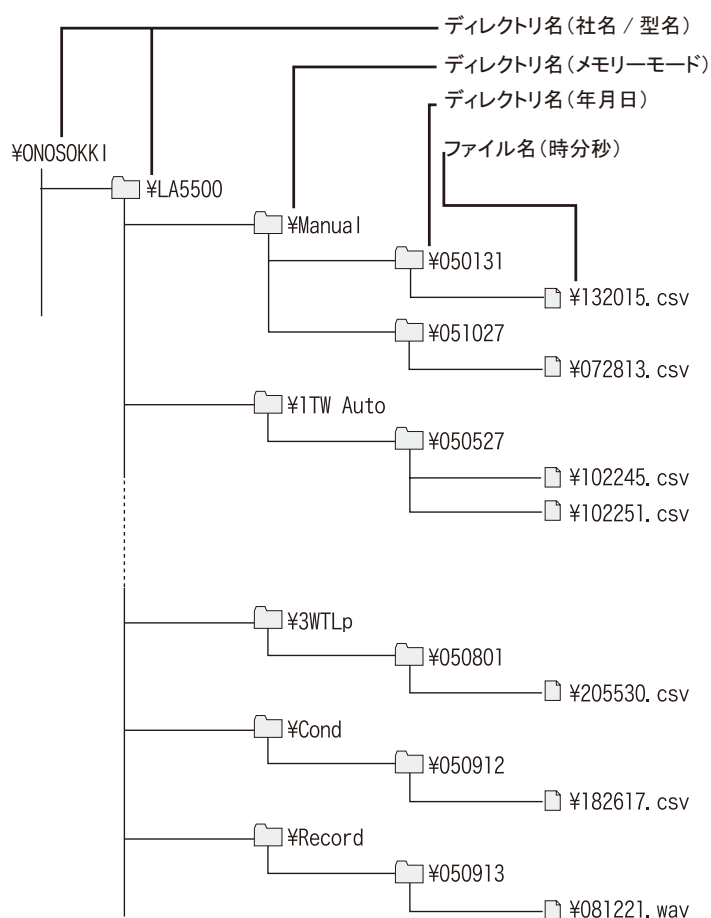 ディレクトリ名(社名 / 型名)
ディレクトリ名(メモリーモード)
ディレクトリ名(年月日)
ファイル名(時分秒)
¥ONOSOKKI
¥LA5500
¥Manual
¥050131
¥132015.csv
¥051027
¥072813.csv
¥1TW Auto
¥050527
¥102245.csv
¥102251.csv
¥3WTLp
¥050801
¥205530.csv
¥Cond
¥050912
¥182617.csv
¥Record
¥050913
¥081221.wav